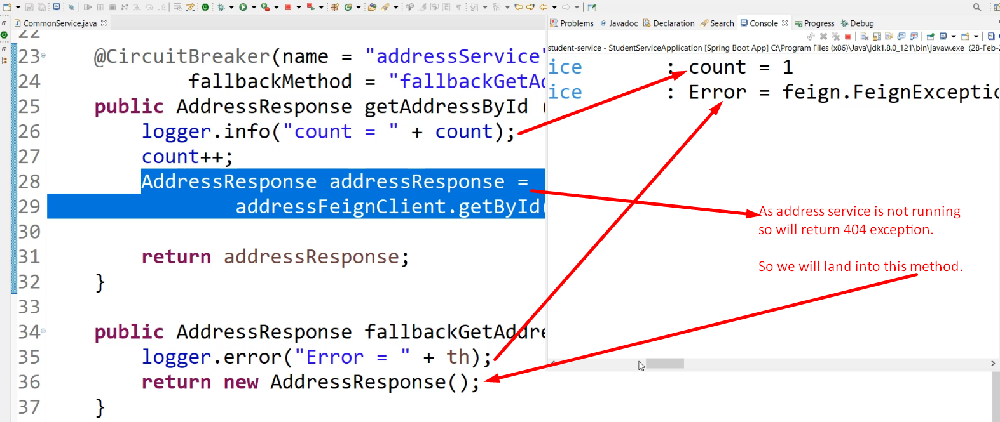 CommonService.java
Problems Javadoc Declaration Search Console Progress Debug
student-service - StudentServiceApplication [Spring Boot App] C:\Program Files (x86)\Java\jdk1.8.0_121\bin\javaw.exe (28-Feb-2
22
23 @CircuitBreaker(name = "addressService"
24 fallbackMethod = "fallbackGetAd
25 public AddressResponse getAddressById (
26 logger.info("count = " + count);
27 count++;
28 AddressResponse addressResponse =
29 addressFeignClient.getById(
30
31 return addressResponse;
32 }
33
34 public AddressResponse fallbackGetAddre
35 logger.error("Error = " + th);
36 return new AddressResponse();
37 }
ice : count = 1
ice : Error = feign.FeignExceptio
As address service is not running
so will return 404 exception.
So we will land into this method.